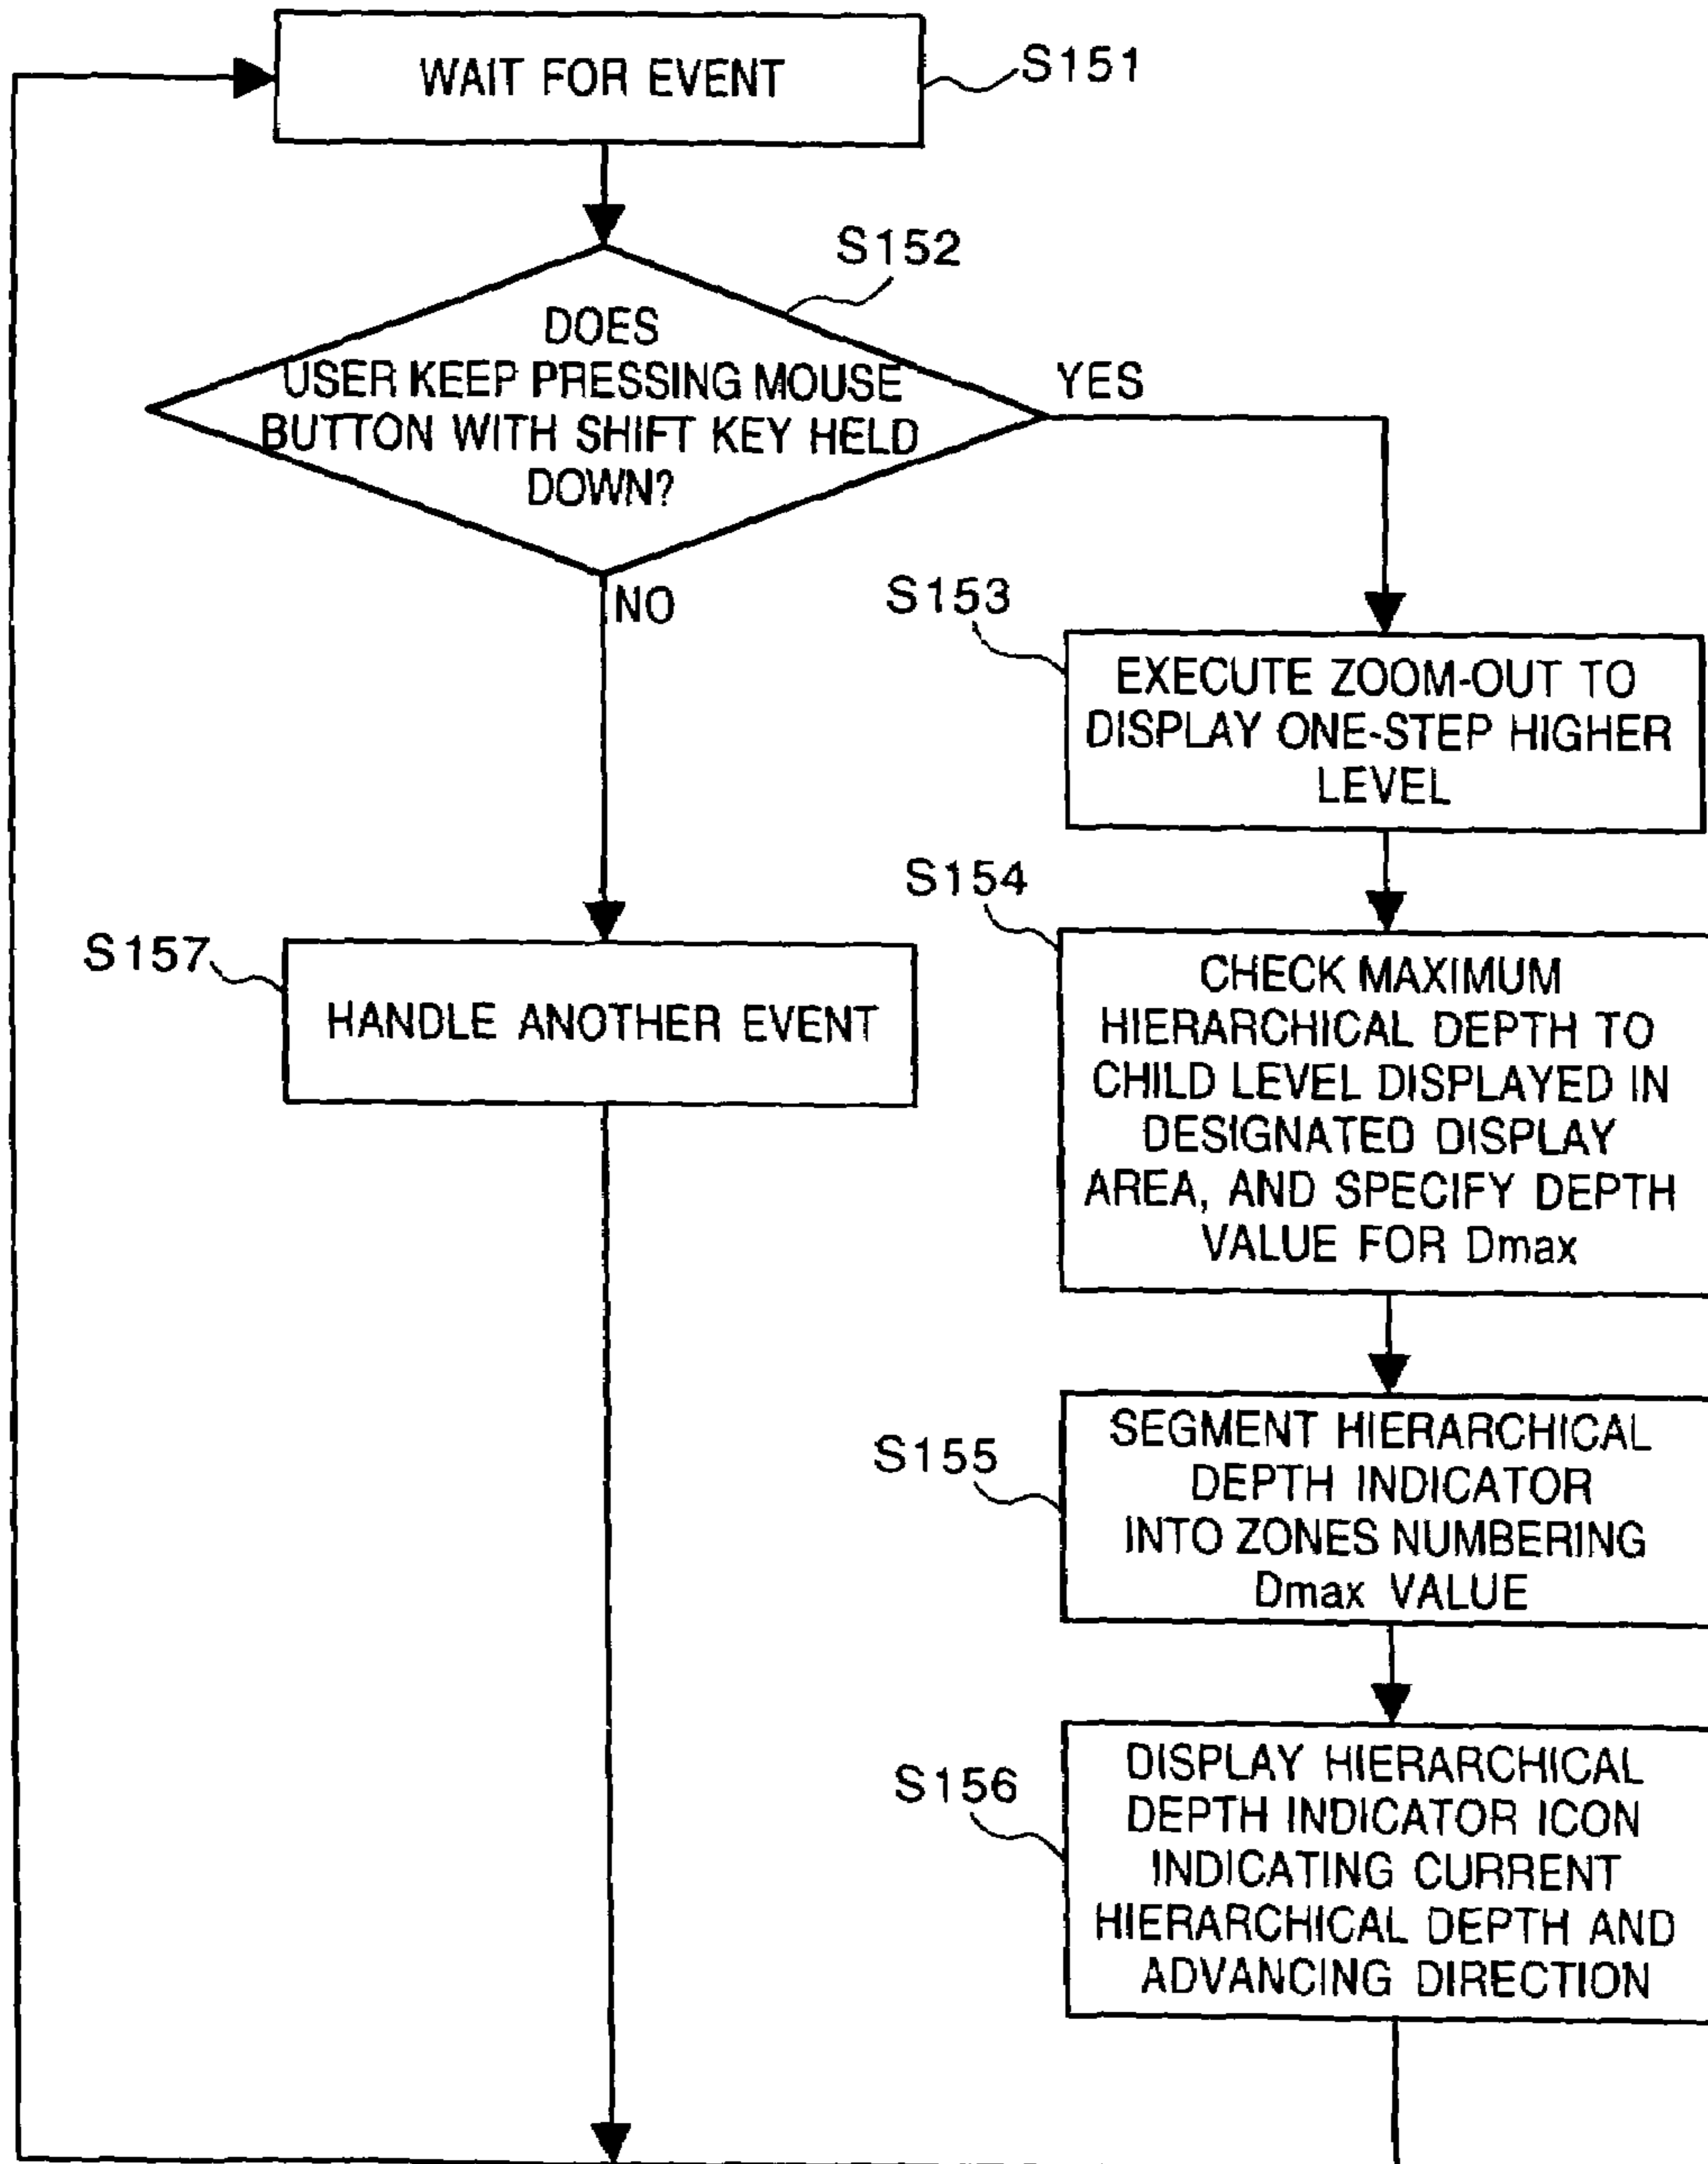 WAIT FOR EVENT
S151
S152
DOES
USER KEEP PRESSING MOUSE
BUTTON WITH SHIFT KEY HELD
DOWN?
YES
NO
S153
EXECUTE ZOOM-OUT TO
DISPLAY ONE-STEP HIGHER
LEVEL
S154
CHECK MAXIMUM
HIERARCHICAL DEPTH TO
CHILD LEVEL DISPLAYED IN
DESIGNATED DISPLAY
AREA, AND SPECIFY DEPTH
VALUE FOR Dmax
S157
HANDLE ANOTHER EVENT
S155
SEGMENT HIERARCHICAL
DEPTH INDICATOR
INTO ZONES NUMBERING
Dmax VALUE
S156
DISPLAY HIERARCHICAL
DEPTH INDICATOR ICON
INDICATING CURRENT
HIERARCHICAL DEPTH AND
ADVANCING DIRECTION